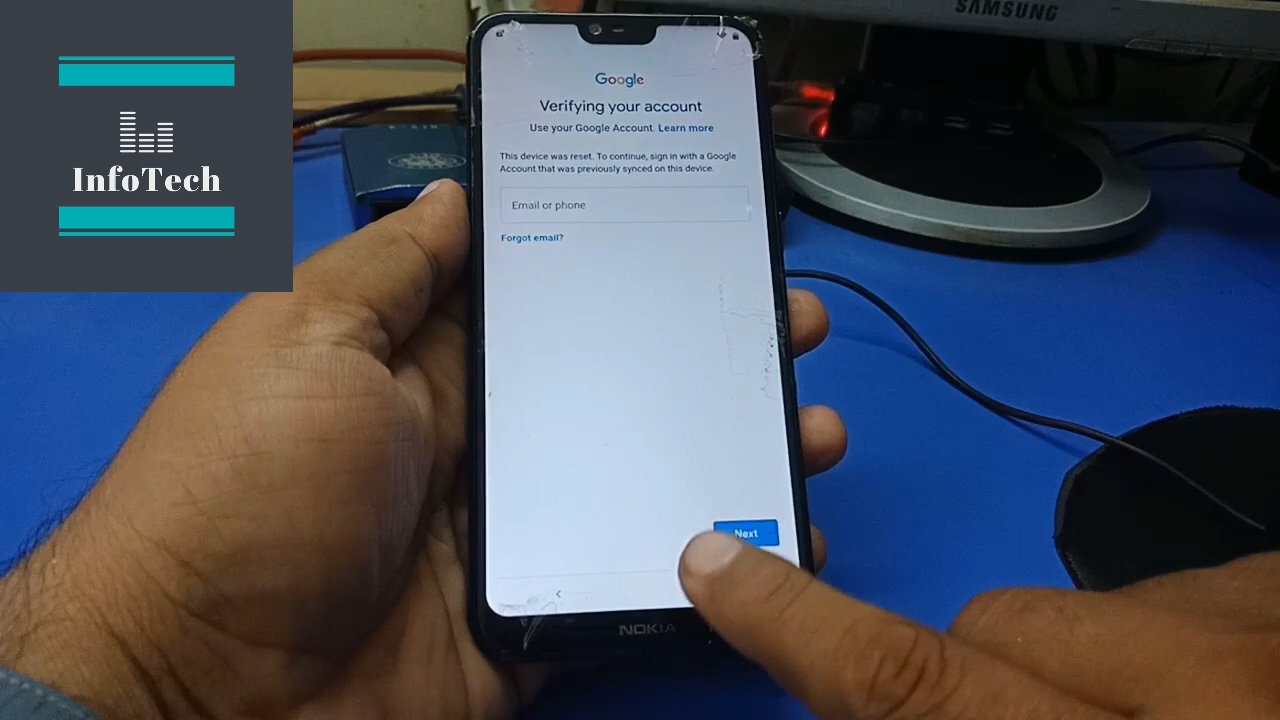 InfoTech
SAMSUNG
Google
Verifying your account
Use your Google Account. Learn more
This device was reset. To continue, sign in with a Google
Account that was previously synced on this device.
Email or phone
Forgot email?
Next
NOKIA